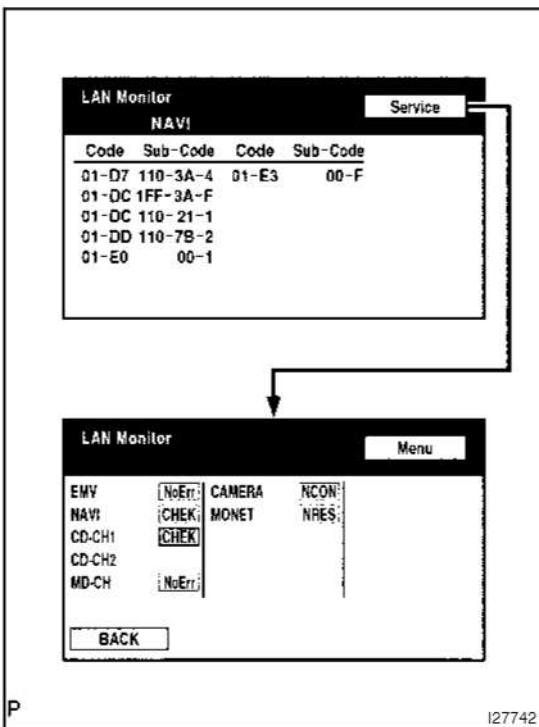 LAN Monitor
Service
NAVI
Code Sub-Code Code Sub-Code
01-D7 110-3A-4 01-E3 00-F
01-DC 1FF-3A-F
01-DC 110-21-1
01-DD 110-7B-2
01-E0 00-1
LAN Monitor
Menu
EMV NoErr CAMERA NCON
NAVI CHEK MONET NRES
CD-CH1 CHEK
CD-CH2
MD-CH NoErr
BACK
P
I27742